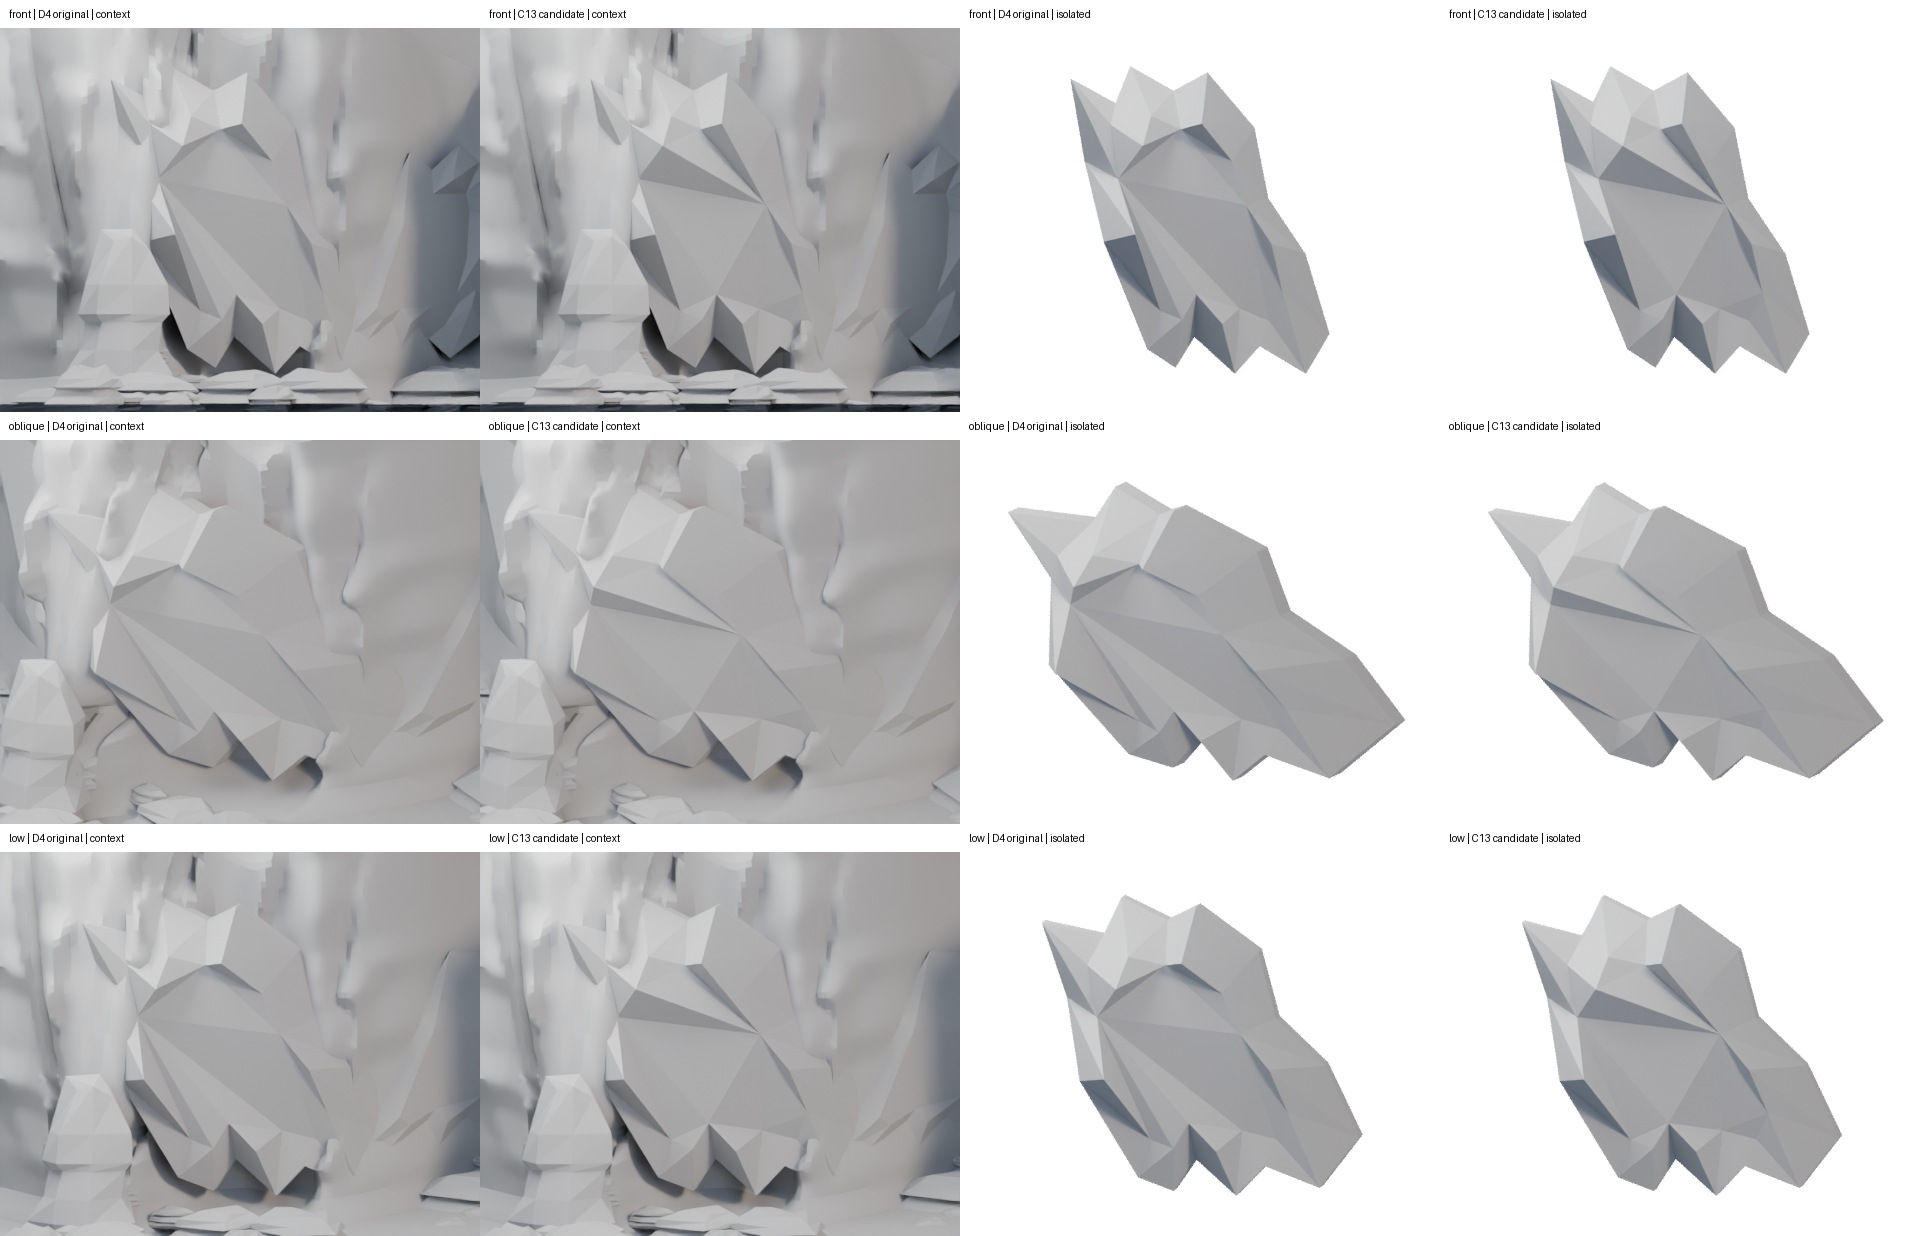 front | D4 original | context
front | C13 candidate | context
front | D4 original | isolated
front | C13 candidate | isolated
oblique | D4 original | context
oblique | C13 candidate | context
oblique | D4 original | isolated
oblique | C13 candidate | isolated
low | D4 original | context
low | C13 candidate | context
low | D4 original | isolated
low | C13 candidate | isolated